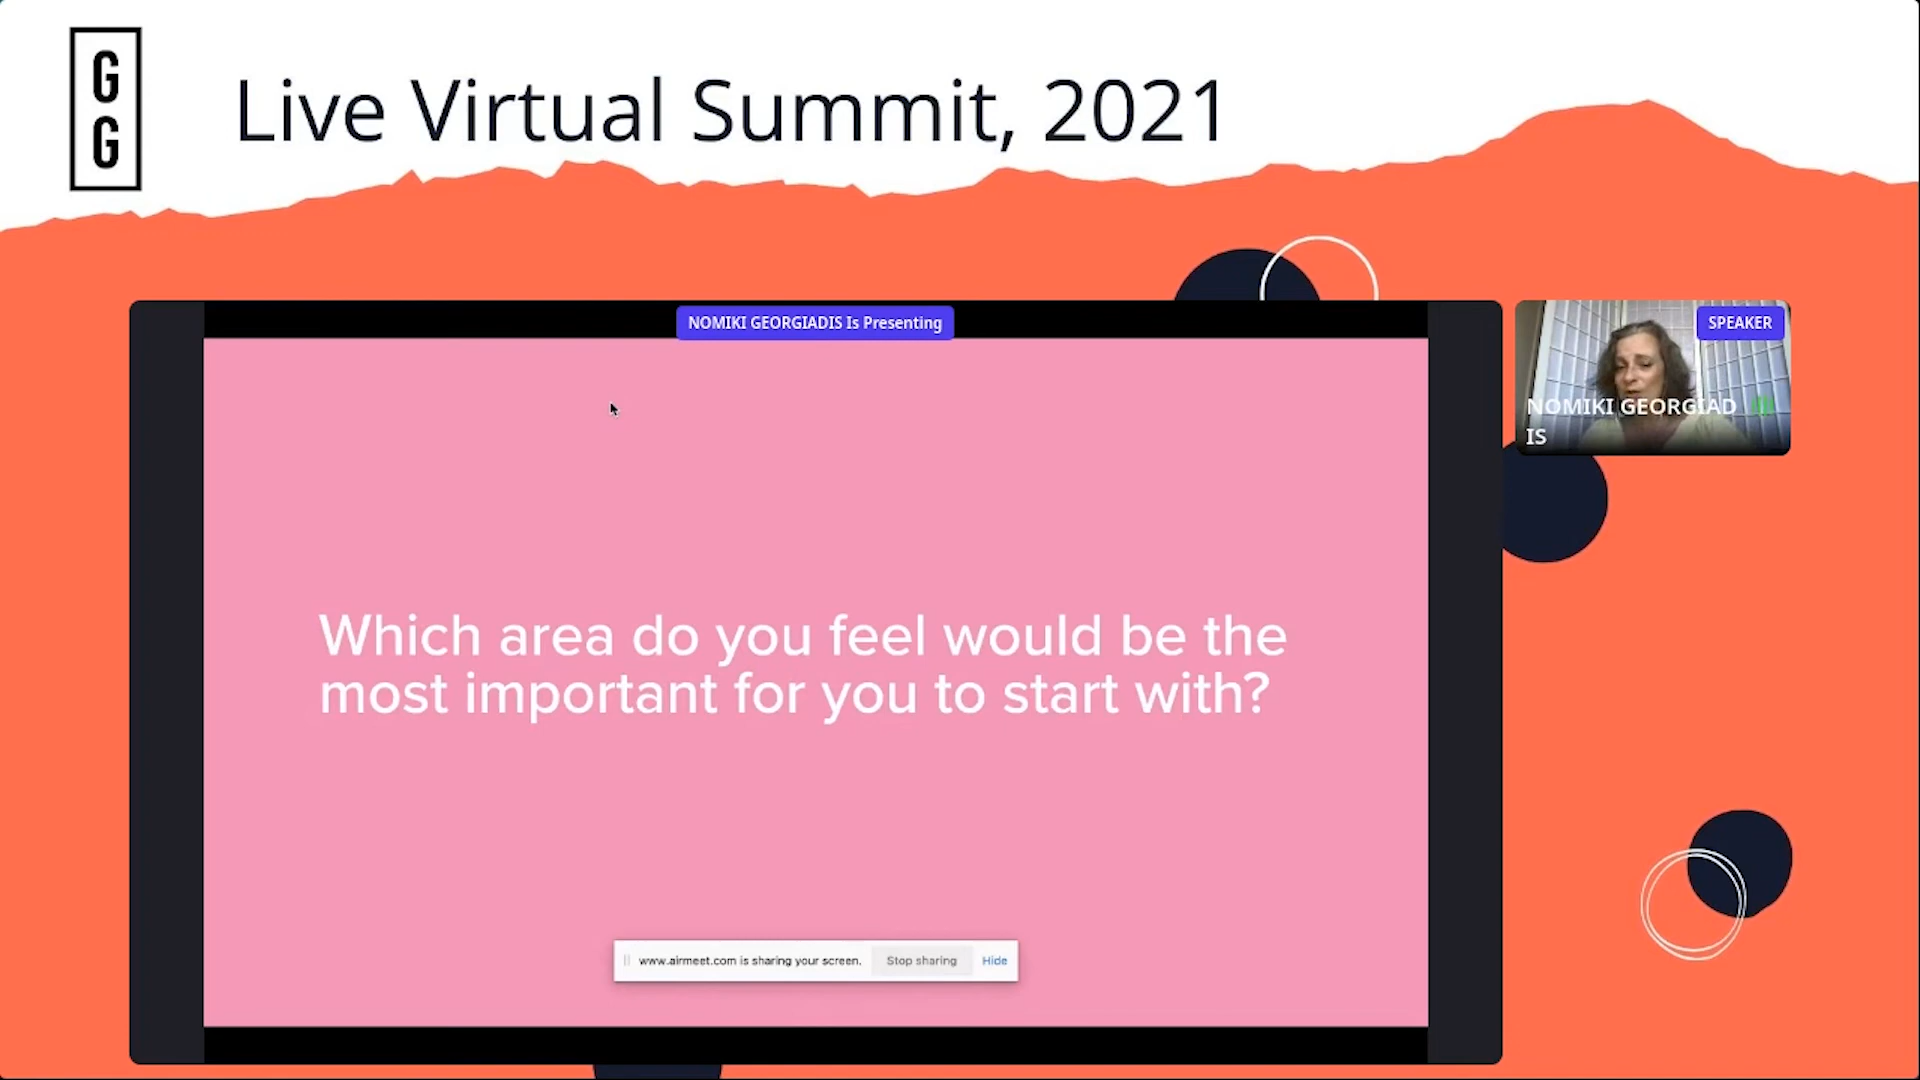 G
G
Live Virtual Summit, 2021
NOMIKI GEORGIADIS Is Presenting
SPEAKER
NOMIKI GEORGIAD
IS
Which area do you feel would be the
most important for you to start with?
www.airmeet.com is sharing your screen. Stop sharing Hide